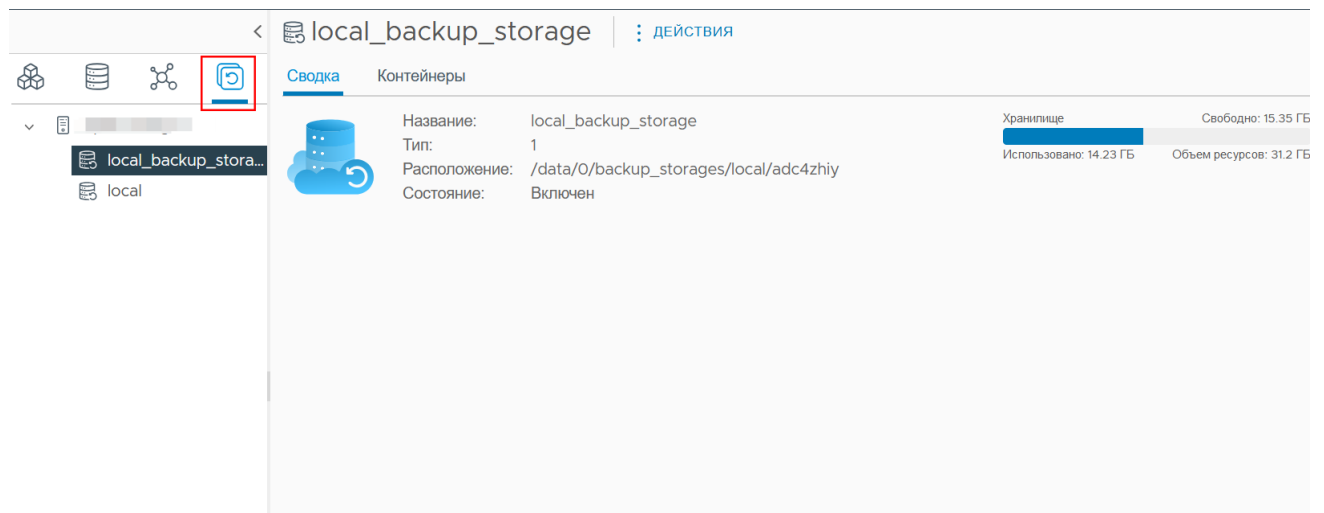 local_backup_storage
ДЕЙСТВИЯ
Сводка Контейнеры
local_backup_stora...
local
Название: local_backup_storage
Тип: 1
Расположение: /data/0/backup_storages/local/adc4zhiy
Состояние: Включен
Хранилище Свободно: 15.35 ГБ
Использовано: 14.23 ГБ Объем ресурсов: 31.2 ГБ